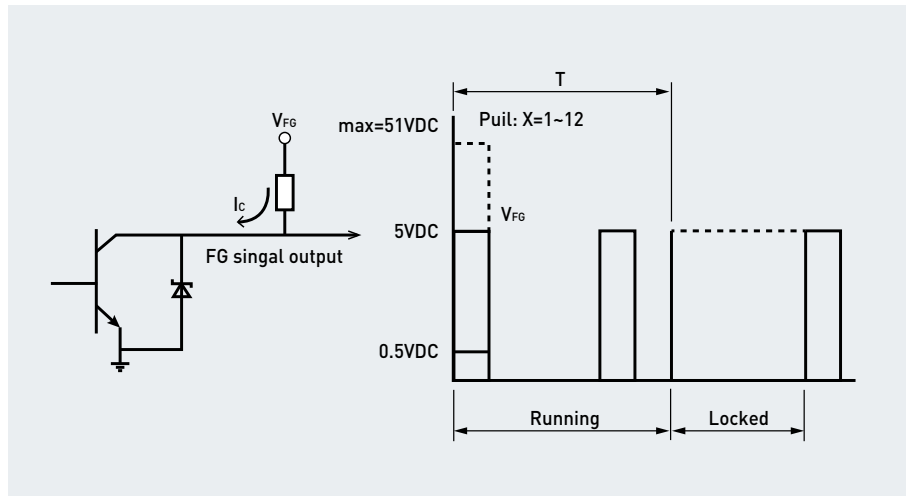 VFG
IC
FG singal output
T
max=51VDC
Puil: X=1~12
VFG
5VDC
0.5VDC
Running
Locked